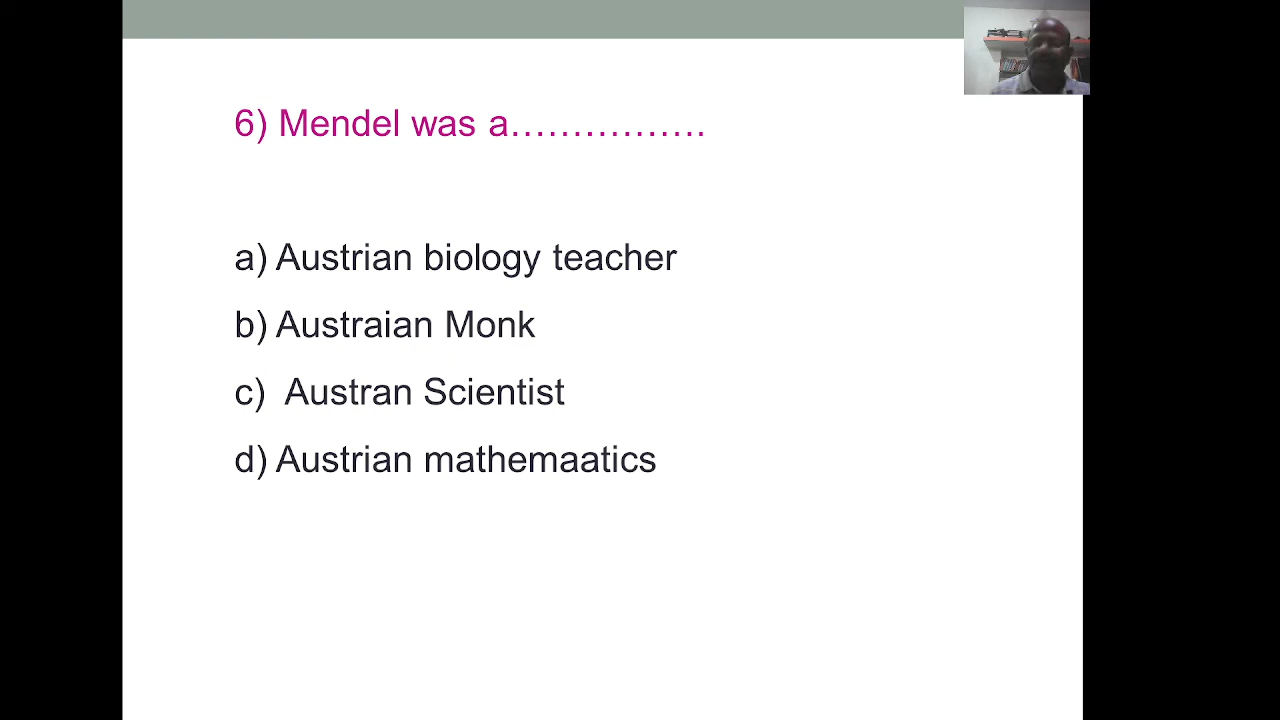 6) Mendel was a................
a) Austrian biology teacher
b) Austraian Monk
c) Austran Scientist
d) Austrian mathemaatics